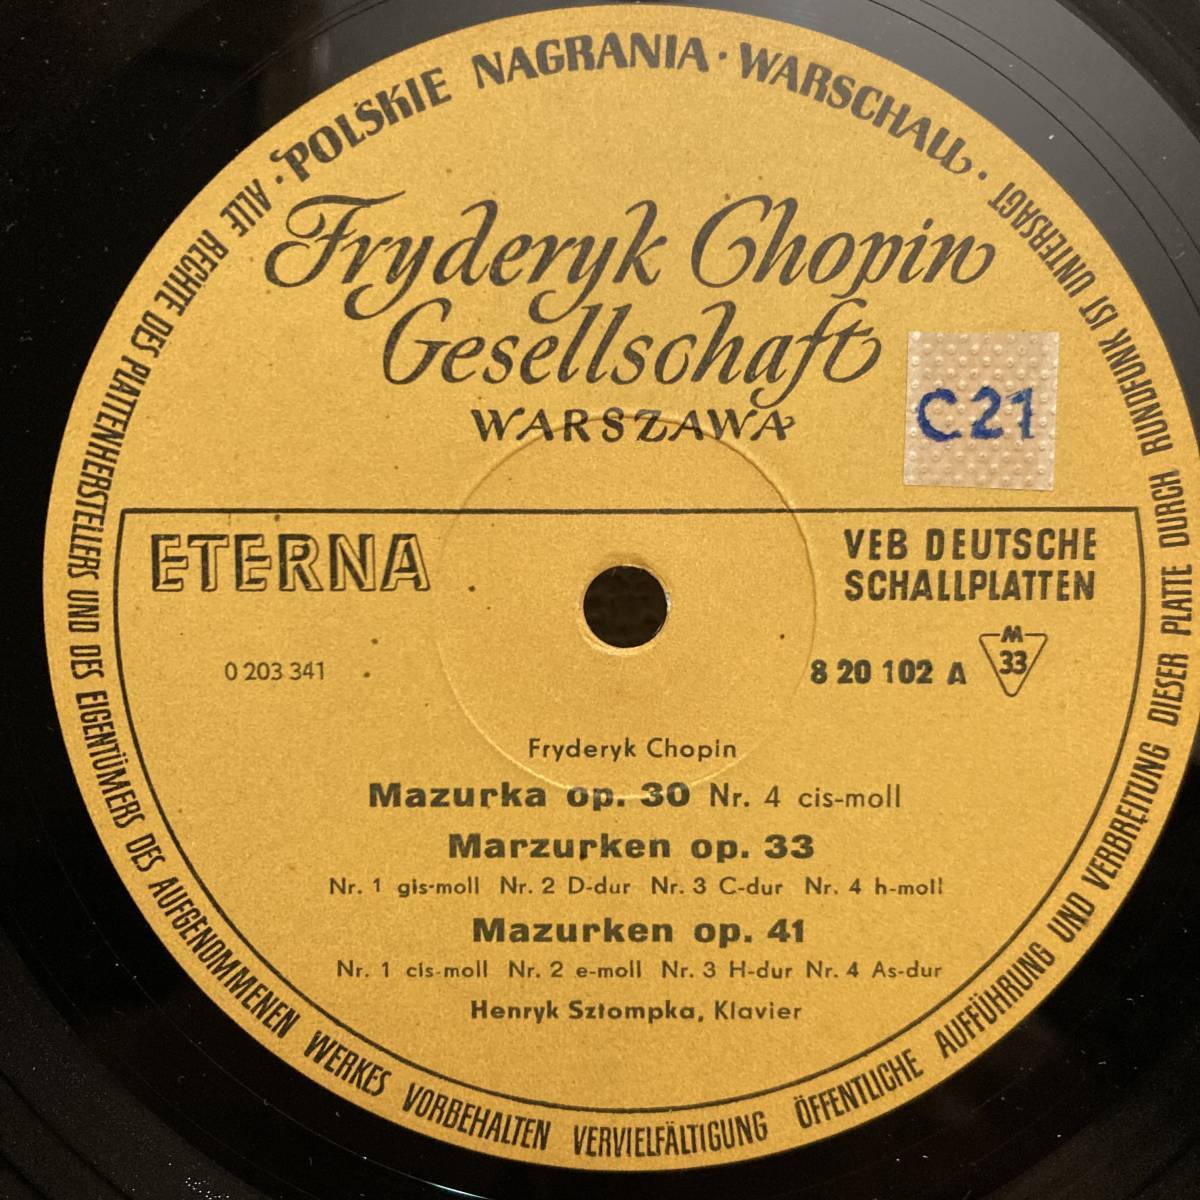 POLSKIE NAGRANIA · WARSCHAU ·
ALLE RECHTE DES PLATTENHERSTELLERS UND DES EIGENTÜMERS DES AUFGENOMMENEN WERKES VORBEHALTEN VERVIELFÄLTIGUNG ÖFFENTLICHE AUFFÜHRUNG UND VERBREITUNG DIESER PLATTE DURCH RUNDFUNK IST UNTERSAGT ·
Fryderyk Chopin
Gesellschaft
WARSZAWA
C21
ETERNA
VEB DEUTSCHE
SCHALLPLATTEN
0 203 341
8 20 102 A
M
33
Fryderyk Chopin
Mazurka op. 30 Nr. 4 cis-moll
Marzurken op. 33
Nr. 1 gis-moll Nr. 2 D-dur Nr. 3 C-dur Nr. 4 h-moll
Mazurken op. 41
Nr. 1 cis-moll Nr. 2 e-moll Nr. 3 H-dur Nr. 4 As-dur
Henryk Sztompka, Klavier